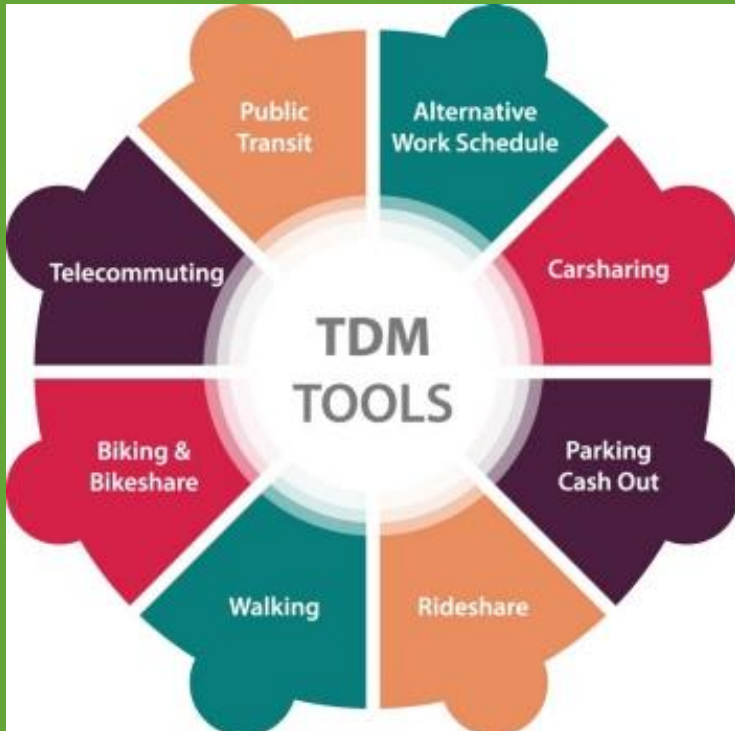 Public
Transit
Alternative
Work Schedule
Telecommuting
Carsharing
TDM
TOOLS
Biking &
Bikeshare
Parking
Cash Out
Walking
Rideshare